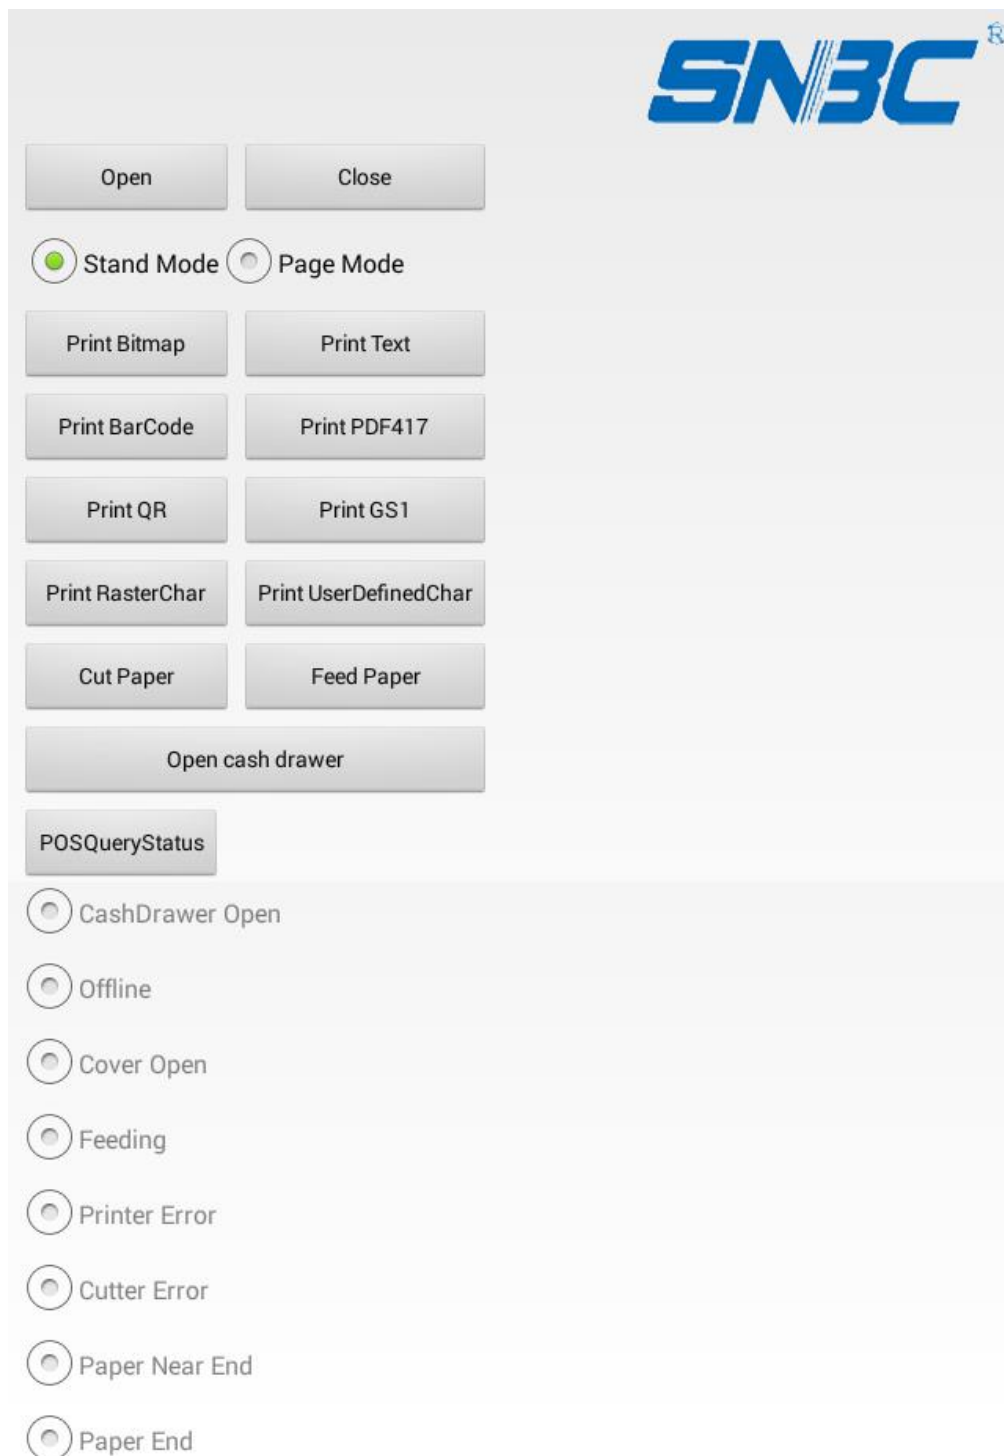 SNBC®
Open Close
Stand Mode Page Mode
Print Bitmap Print Text
Print BarCode Print PDF417
Print QR Print GS1
Print RasterChar Print UserDefinedChar
Cut Paper Feed Paper
Open cash drawer
POSQueryStatus
CashDrawer Open
Offline
Cover Open
Feeding
Printer Error
Cutter Error
Paper Near End
Paper End